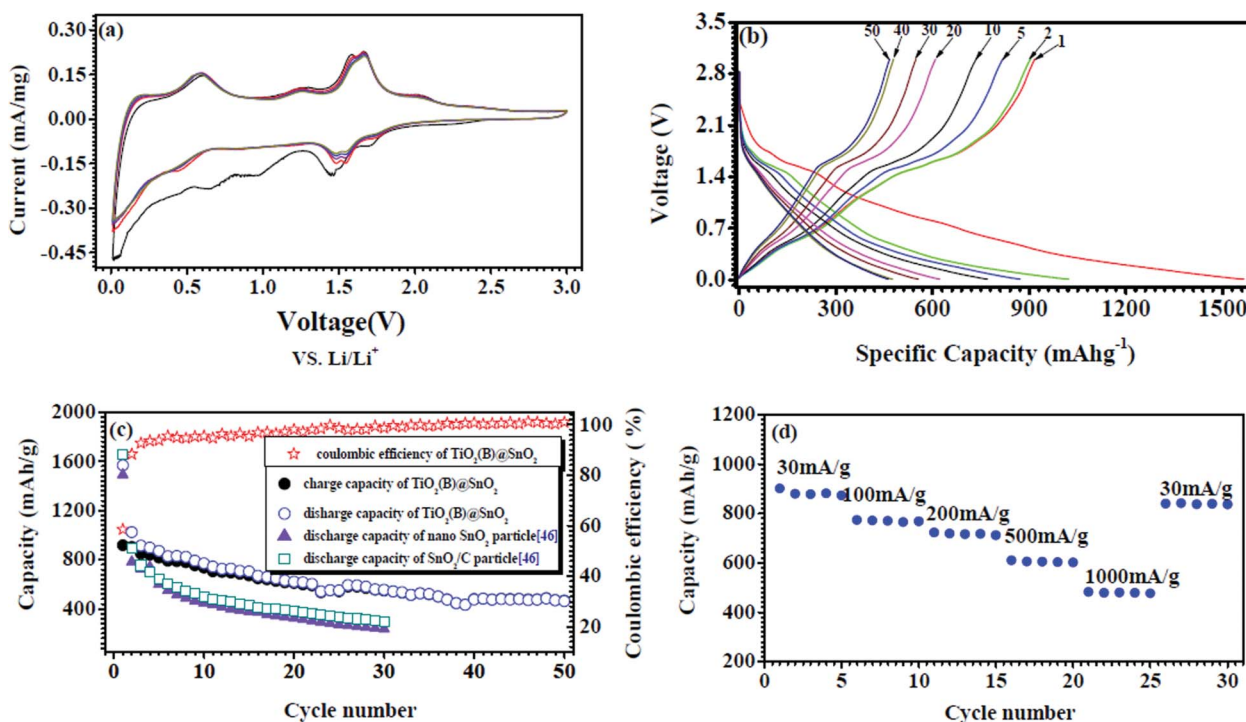 (a)
0.30
0.15
0.00
-0.15
-0.30
-0.45
Current (mA/mg)
0.0 0.5 1.0 1.5 2.0 2.5 3.0
Voltage(V)
VS. Li/Li⁺
(b)
50 40 30 20 10 5 2 1
3.5
2.8
2.1
1.4
0.7
0.0
Voltage (V)
0 300 600 900 1200 1500
Specific Capacity (mAhg⁻¹)
(c)
2000
1600
1200
800
400
Capacity (mAh/g)
100
80
60
40
20
Coulombic efficiency ( %)
coulombic efficiency of TiO₂(B)@SnO₂
charge capacity of TiO₂(B)@SnO₂
disharge capacity of TiO₂(B)@SnO₂
discharge capacity of nano SnO₂ particle[46]
discharge capacity of SnO₂/C particle[46]
0 10 20 30 40 50
Cycle number
(d)
1200
1000
800
600
400
200
Capacity (mAh/g)
30mA/g
100mA/g
200mA/g
500mA/g
1000mA/g
30mA/g
0 5 10 15 20 25 30
Cycle number